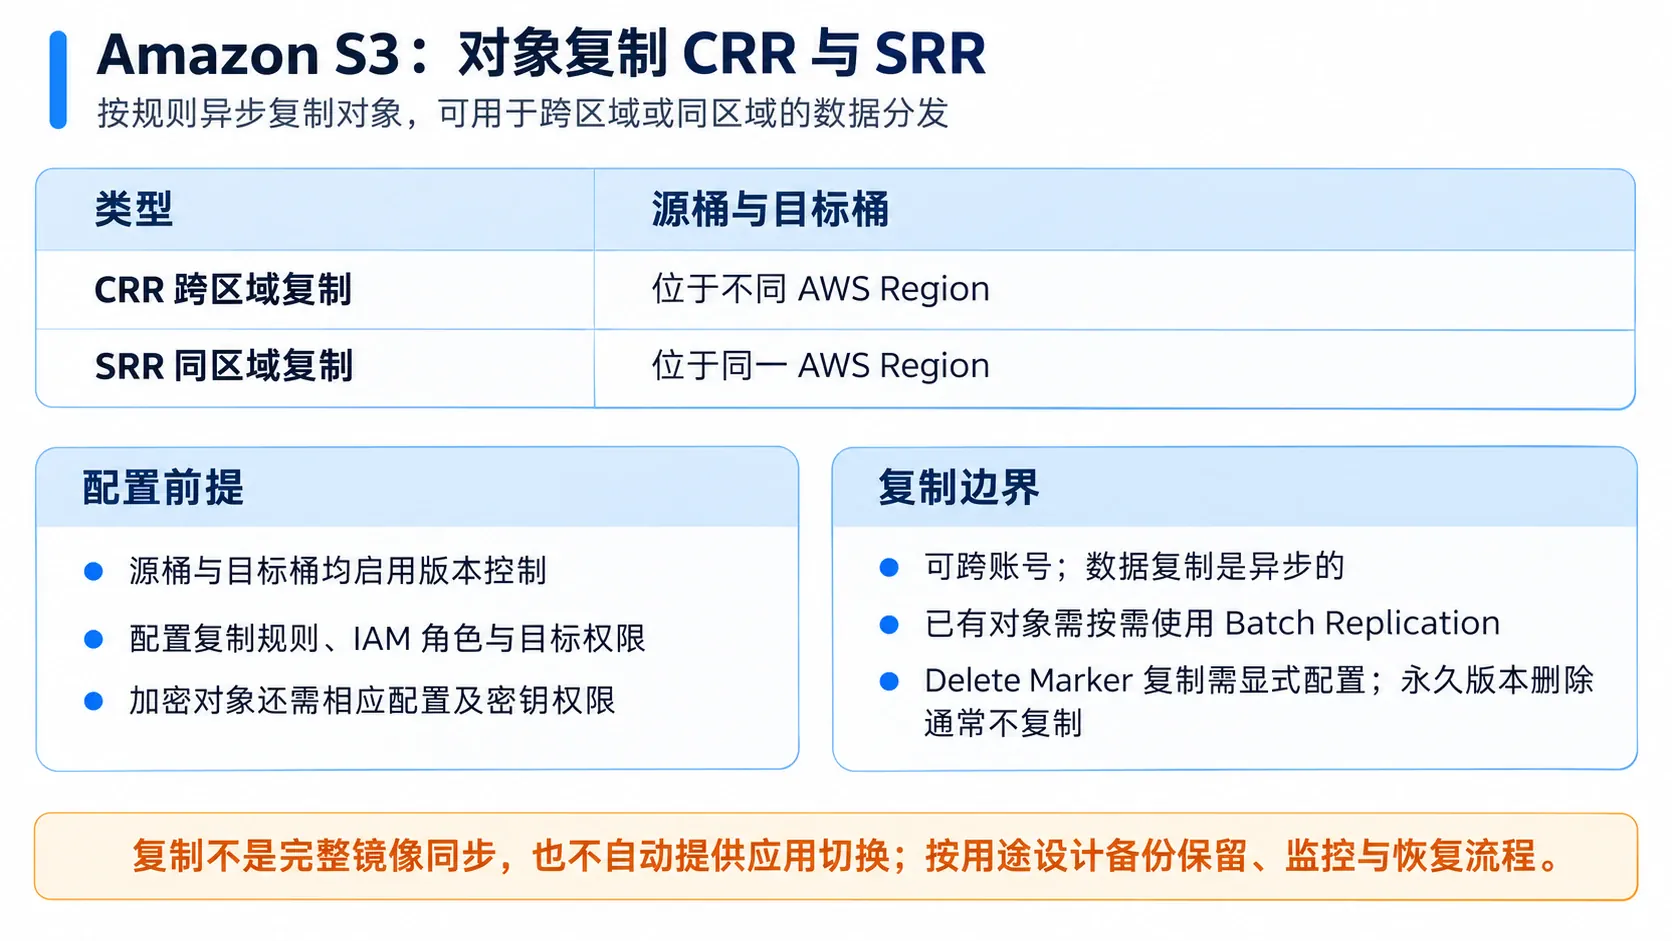 Amazon S3：对象复制 CRR 与 SRR
按规则异步复制对象，可用于跨区域或同区域的数据分发
类型
源桶与目标桶
CRR 跨区域复制
位于不同 AWS Region
SRR 同区域复制
位于同一 AWS Region
配置前提
源桶与目标桶均启用版本控制
配置复制规则、IAM 角色与目标权限
加密对象还需相应配置及密钥权限
复制边界
可跨账号；数据复制是异步的
已有对象需按需使用 Batch Replication
Delete Marker 复制需显式配置；永久版本删除
通常不复制
复制不是完整镜像同步，也不自动提供应用切换；按用途设计备份保留、监控与恢复流程。